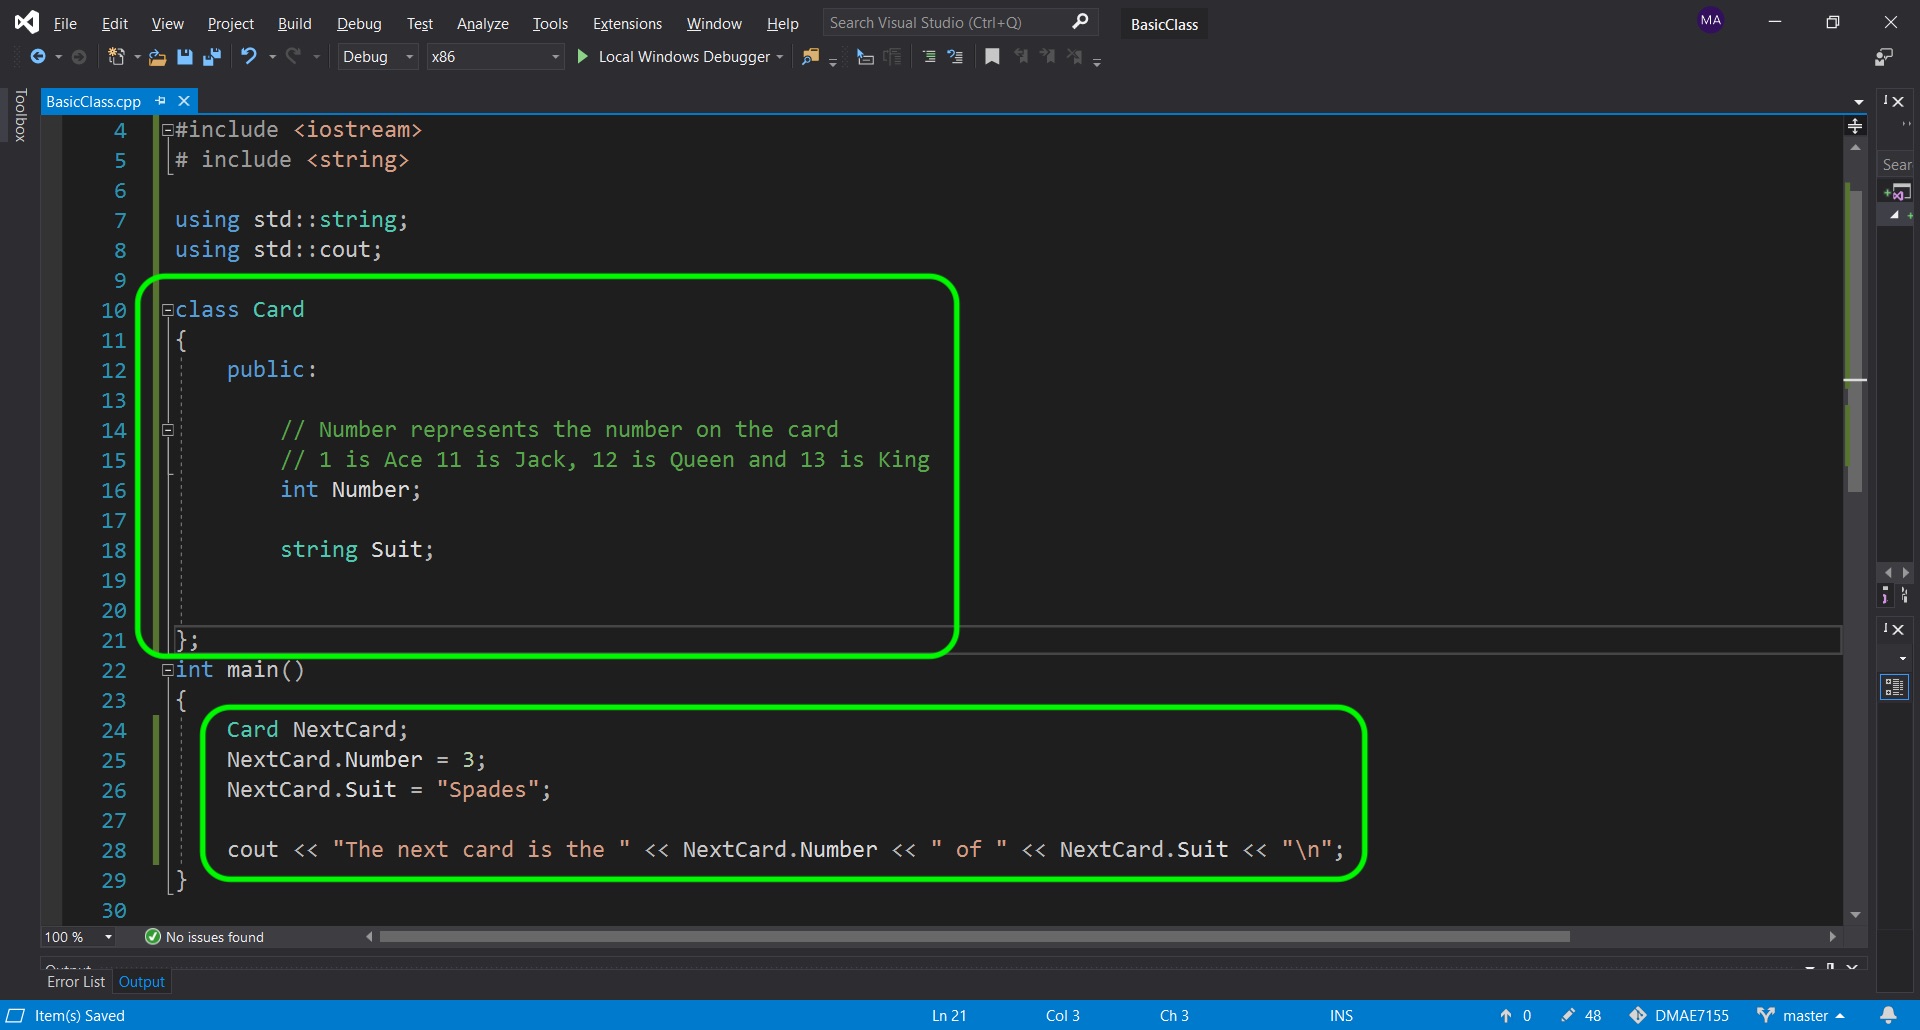 File Edit View Project Build Debug Test Analyze Tools Extensions Window Help Search Visual Studio (Ctrl+Q) BasicClass MA
Debug x86 Local Windows Debugger
Toolbox
BasicClass.cpp
4 #include <iostream>
5 # include <string>
6
7 using std::string;
8 using std::cout;
9
10 class Card
11 {
12 public:
13
14 // Number represents the number on the card
15 // 1 is Ace 11 is Jack, 12 is Queen and 13 is King
16 int Number;
17
18 string Suit;
19
20
21 };
22 int main()
23 {
24 Card NextCard;
25 NextCard.Number = 3;
26 NextCard.Suit = "Spades";
27
28 cout << "The next card is the " << NextCard.Number << " of " << NextCard.Suit << "\n";
29 }
30
Sear
100 % No issues found
Output
Error List Output
Item(s) Saved Ln 21 Col 3 Ch 3 INS 0 48 DMAE7155 master